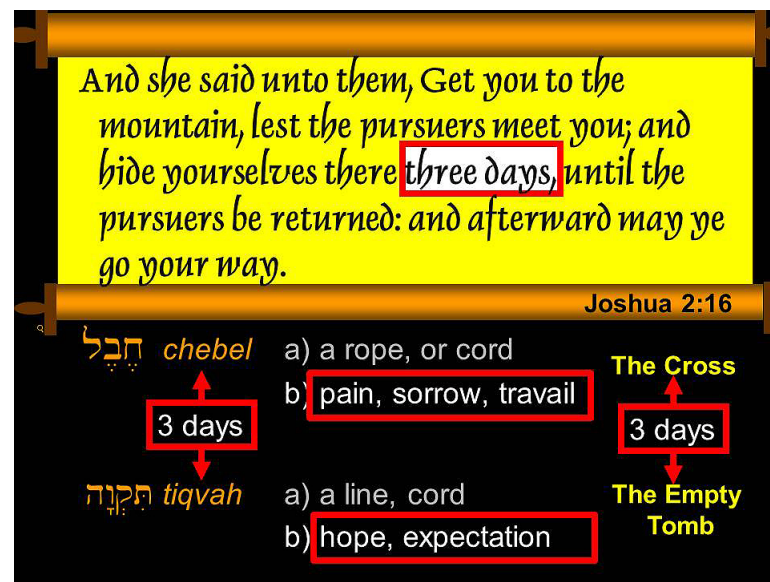 And she said unto them, Get you to the
mountain, lest the pursuers meet you; and
hide yourselves there three days, until the
pursuers be returned: and afterward may ye
go your way.
Joshua 2:16
חֶבֶל chebel a) a rope, or cord
b) pain, sorrow, travail
The Cross
3 days
3 days
תִּקְוָה tiqvah a) a line, cord
b) hope, expectation
The Empty
Tomb